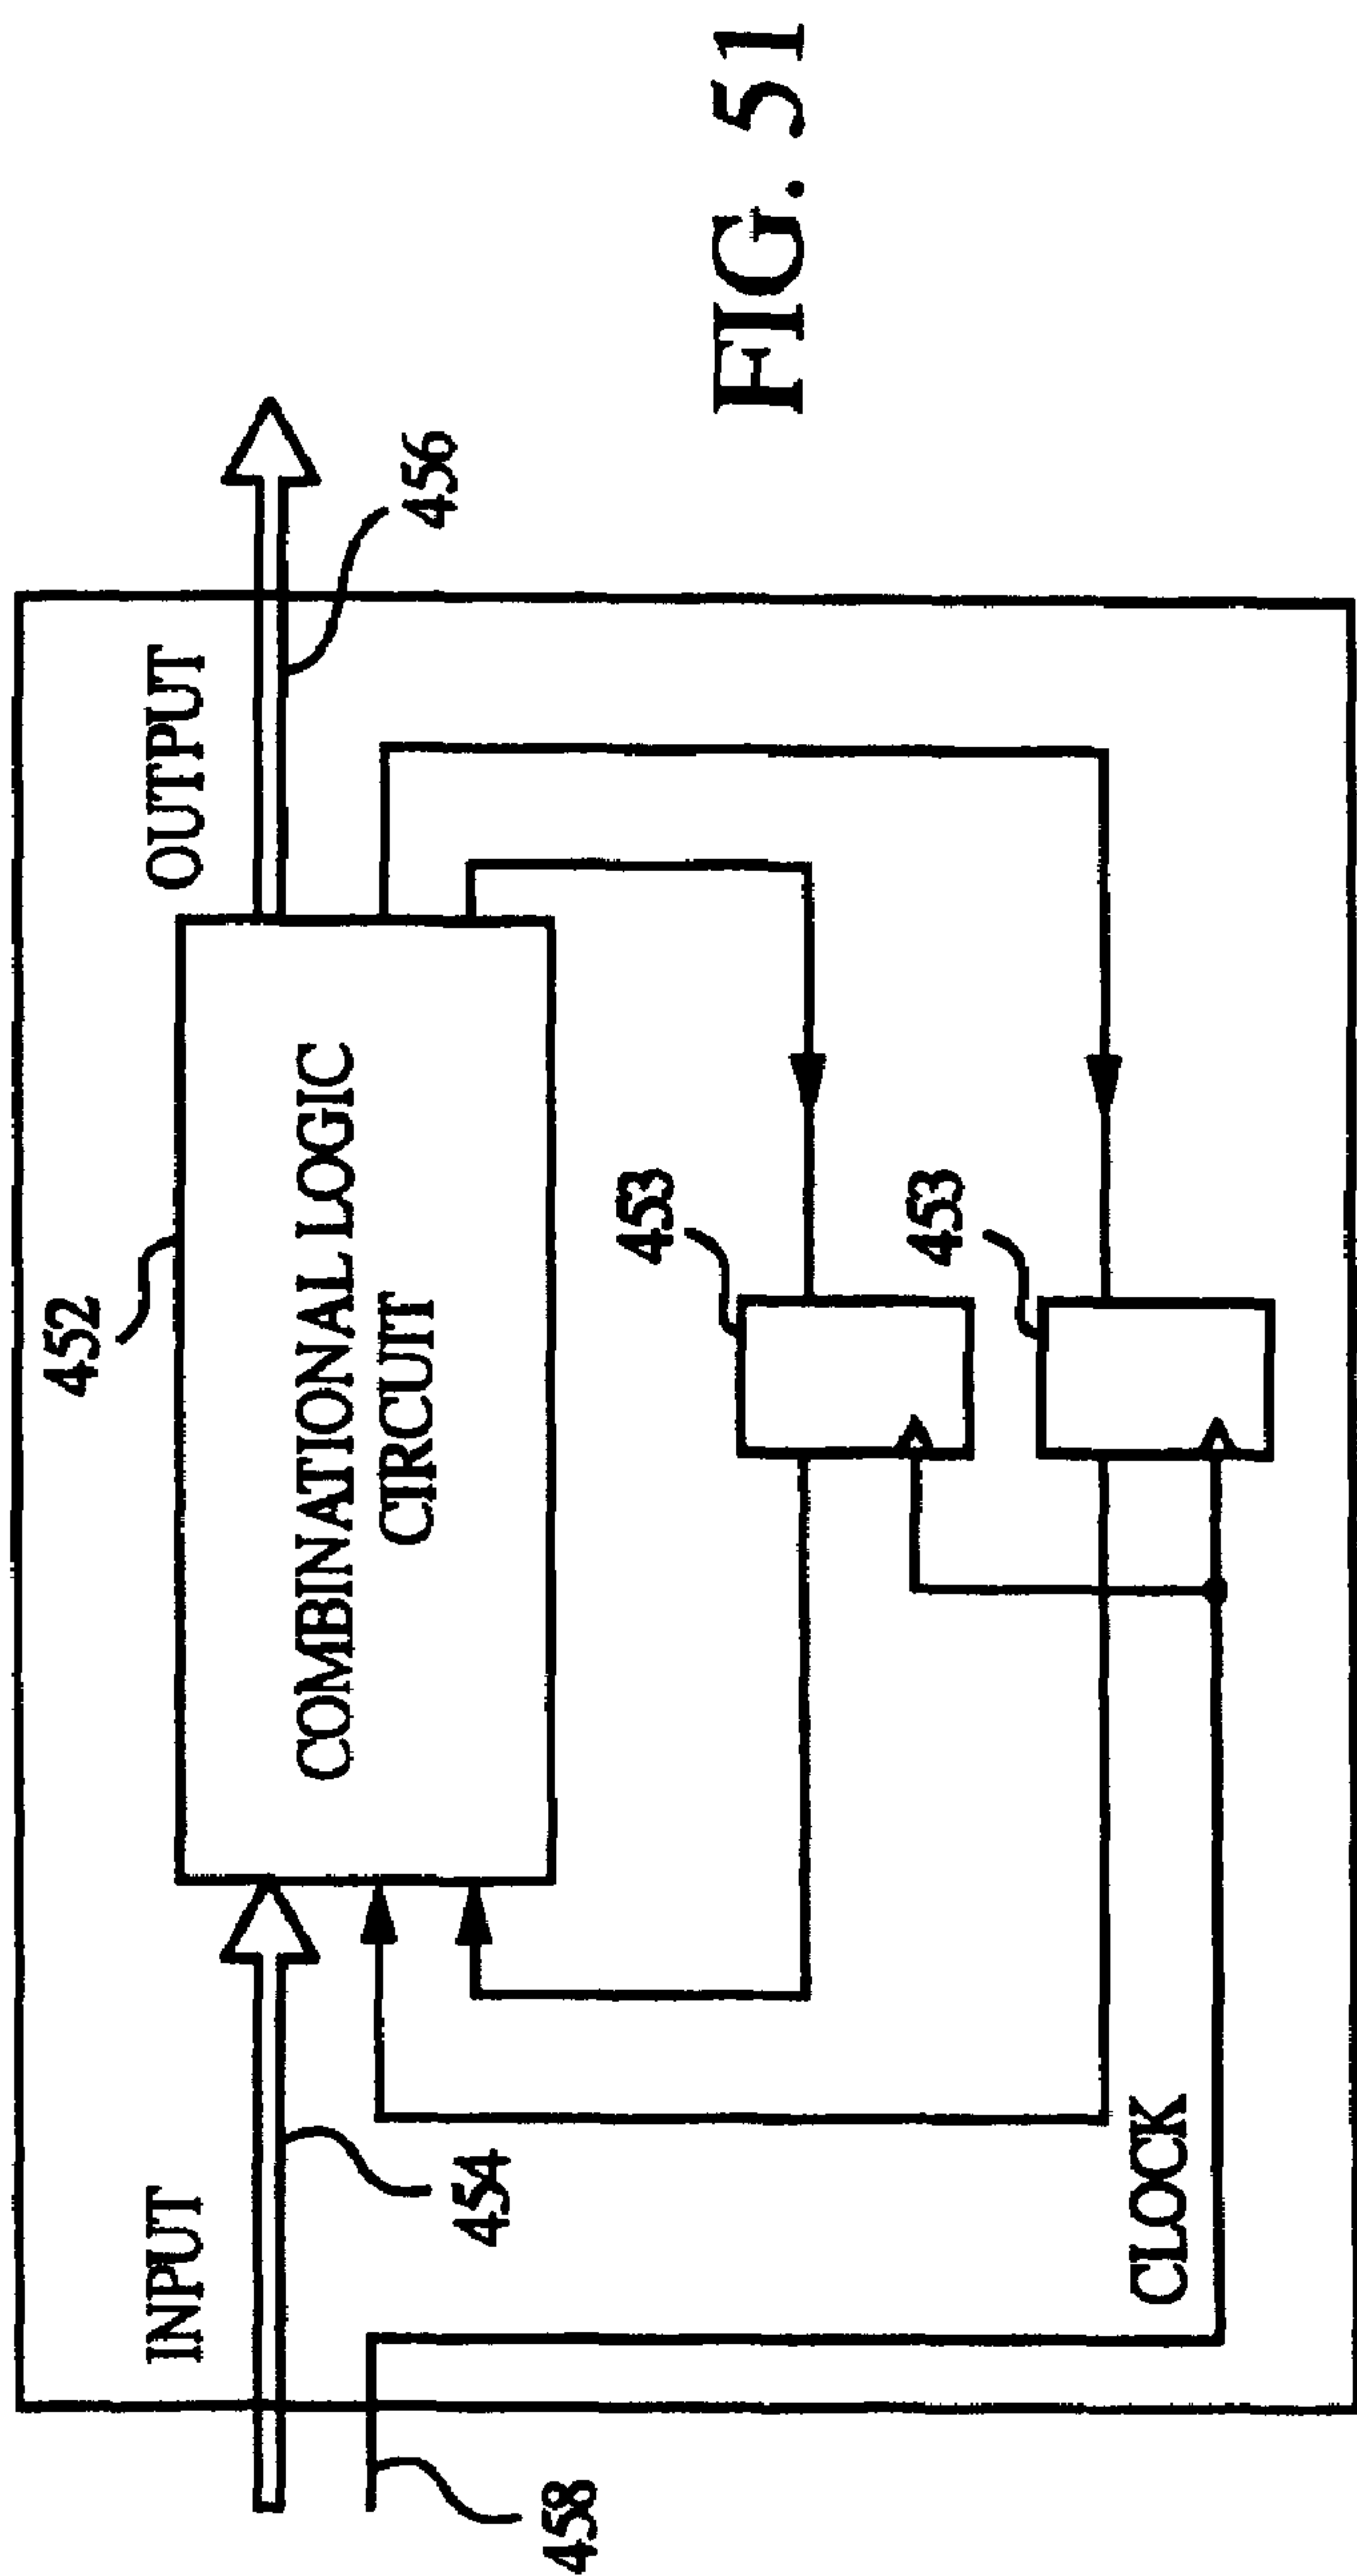 452
INPUT
OUTPUT
COMBINATIONAL LOGIC
CIRCUIT
454
456
458
453
453
CLOCK
FIG. 51